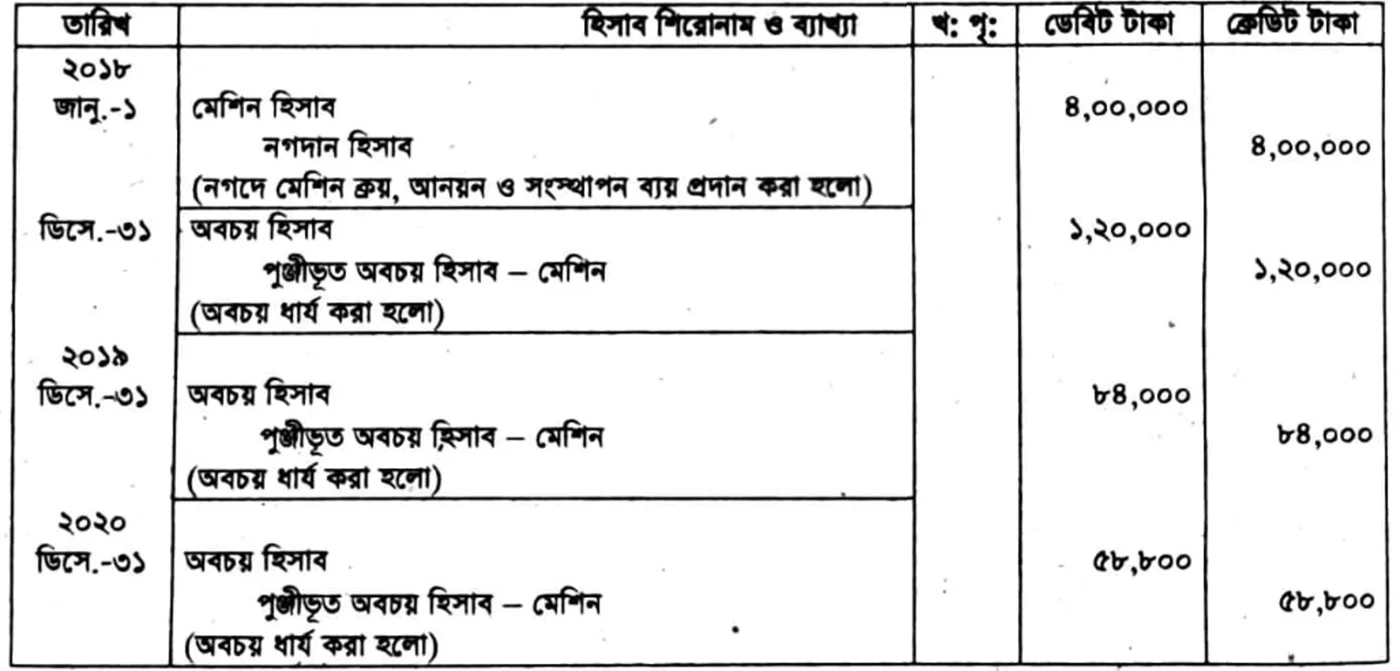 তারিখ হিসাব শিরোনাম ও ব্যাখ্যা খ: পৃ: ডেবিট টাকা ক্রেডিট টাকা
২০১৮
জানু.-১ মেশিন হিসাব ৪,০০,০০০
নগদান হিসাব ৪,০০,০০০
(নগদে মেশিন ক্রয়, আনয়ন ও সংস্থাপন ব্যয় প্রদান করা হলো)
ডিসে.-৩১ অবচয় হিসাব ১,২০,০০০
পুঞ্জীভূত অবচয় হিসাব – মেশিন ১,২০,০০০
(অবচয় ধার্য করা হলো)
২০১৯
ডিসে.-৩১ অবচয় হিসাব ৮৪,০০০
পুঞ্জীভূত অবচয় হিসাব – মেশিন ৮৪,০০০
(অবচয় ধার্য করা হলো)
২০২০
ডিসে.-৩১ অবচয় হিসাব ৫৮,৮০০
পুঞ্জীভূত অবচয় হিসাব – মেশিন ৫৮,৮০০
(অবচয় ধার্য করা হলো)